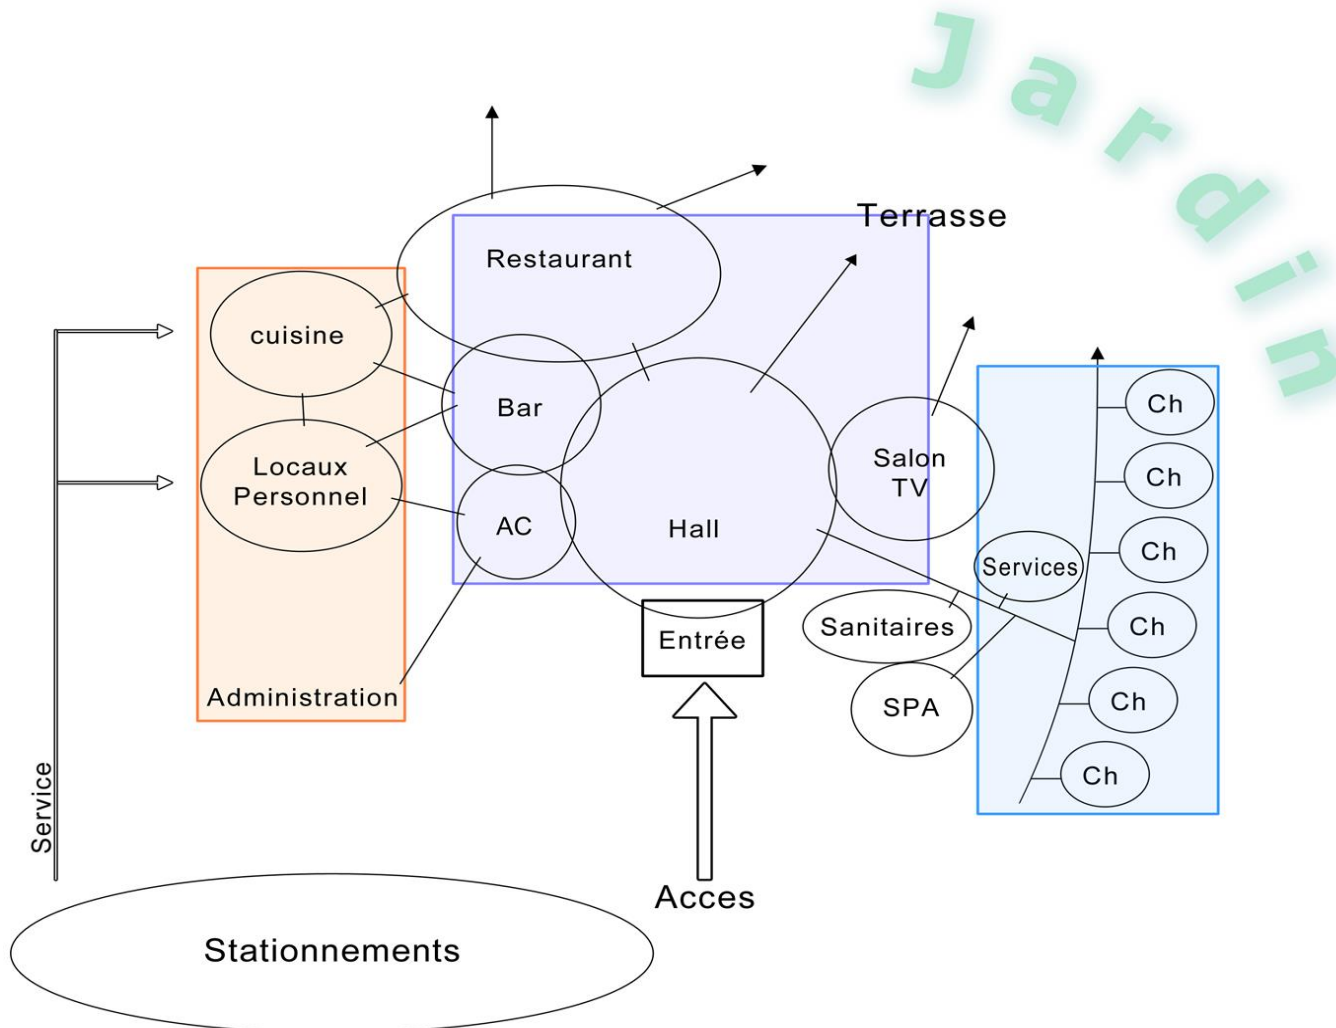 Jardin
Terrasse
Restaurant
cuisine
Bar
Locaux
Personnel
AC
Hall
Salon
TV
Services
Sanitaires
SPA
Entrée
Administration
Ch
Ch
Ch
Ch
Ch
Ch
Service
Acces
Stationnements